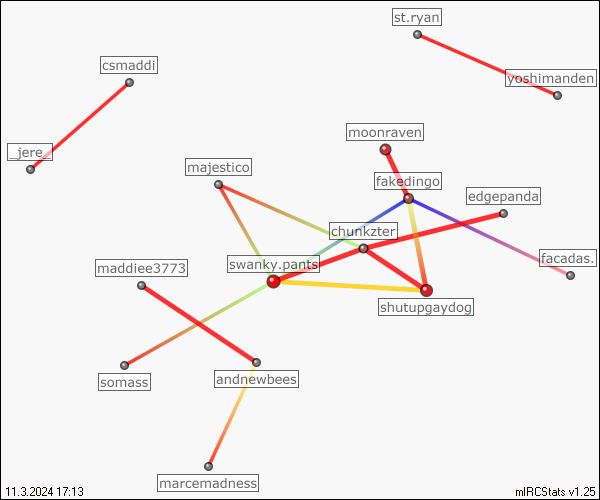 st.ryan
csmaddi
yoshimanden
moonraven
_jere_
majestico
fakedingo
edgepanda
chunkzter
swanky.pants
facadas.
maddiee3773
shutupgaydog
somass
andnewbees
marcemadness
11.3.2024 17:13
mIRCStats v1.25